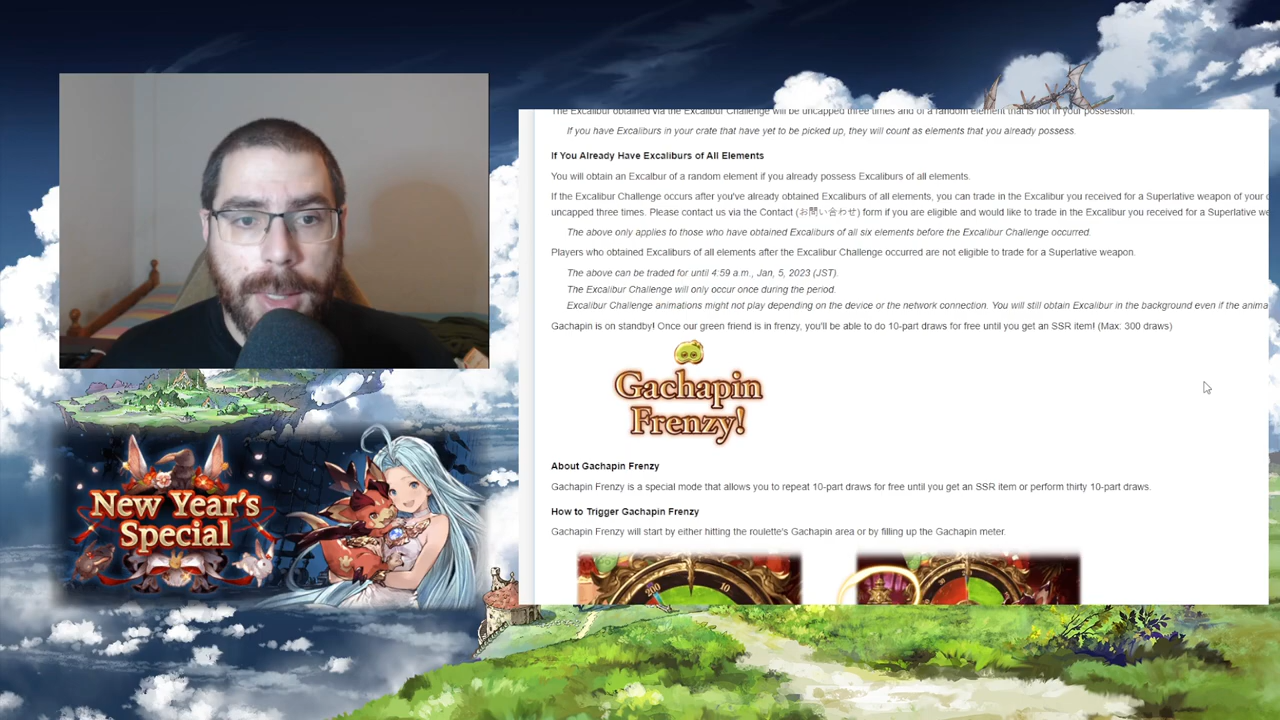 The Excalibur obtained via the Excalibur Challenge will be uncapped three times and of a random element that is not in your possession.
If you have Excaliburs in your crate that have yet to be picked up, they will count as elements that you already possess.
If You Already Have Excaliburs of All Elements
You will obtain an Excalbur of a random element if you already possess Excaliburs of all elements.
If the Excalibur Challenge occurs after you've already obtained Excaliburs of all elements, you can trade in the Excalibur you received for a Superlative weapon of your
uncapped three times. Please contact us via the Contact (お問い合わせ) form if you are eligible and would like to trade in the Excalibur you received for a Superlative
The above only applies to those who have obtained Excaliburs of all six elements before the Excalibur Challenge occurred.
Players who obtained Excaliburs of all elements after the Excalibur Challenge occurred are not eligible to trade for a Superlative weapon.
The above can be traded for until 4:59 a.m., Jan, 5, 2023 (JST).
The Excalibur Challenge will only occur once during the period.
Excalibur Challenge animations might not play depending on the device or the network connection. You will still obtain Excalibur in the background even if the anima
Gachapin is on standby! Once our green friend is in frenzy, you'll be able to do 10-part draws for free until you get an SSR item! (Max: 300 draws)
Gachapin
Frenzy!
About Gachapin Frenzy
Gachapin Frenzy is a special mode that allows you to repeat 10-part draws for free until you get an SSR item or perform thirty 10-part draws.
How to Trigger Gachapin Frenzy
Gachapin Frenzy will start by either hitting the roulette's Gachapin area or by filling up the Gachapin meter.
200
10
30
20
New Year's
Special